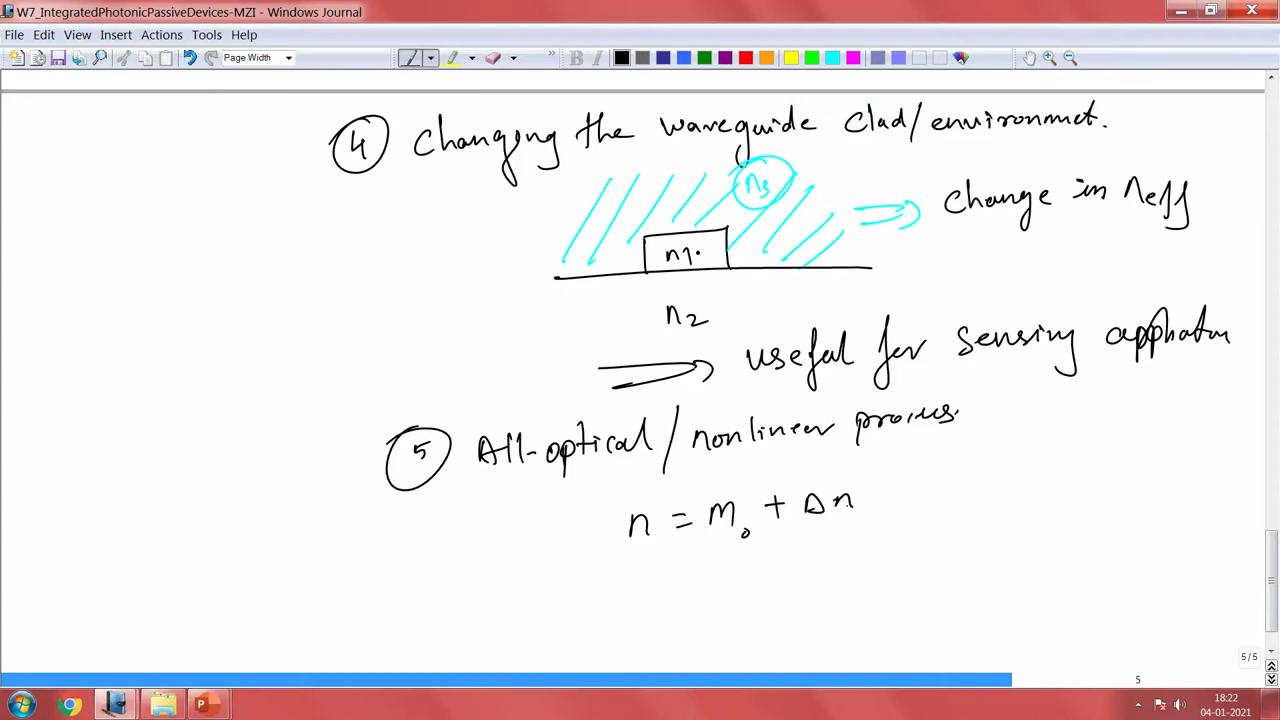 W7_IntegratedPhotonicPassiveDevices-MZI - Windows Journal
File Edit View Insert Actions Tools Help
Page Width
B I
4 Changing the waveguide clad/environmet.
n3
change in neff
n1
n2
useful for sensing
5 All-optical/nonlinear process
n = n0 + Δn
5/5
5
18:22
04-01-2021